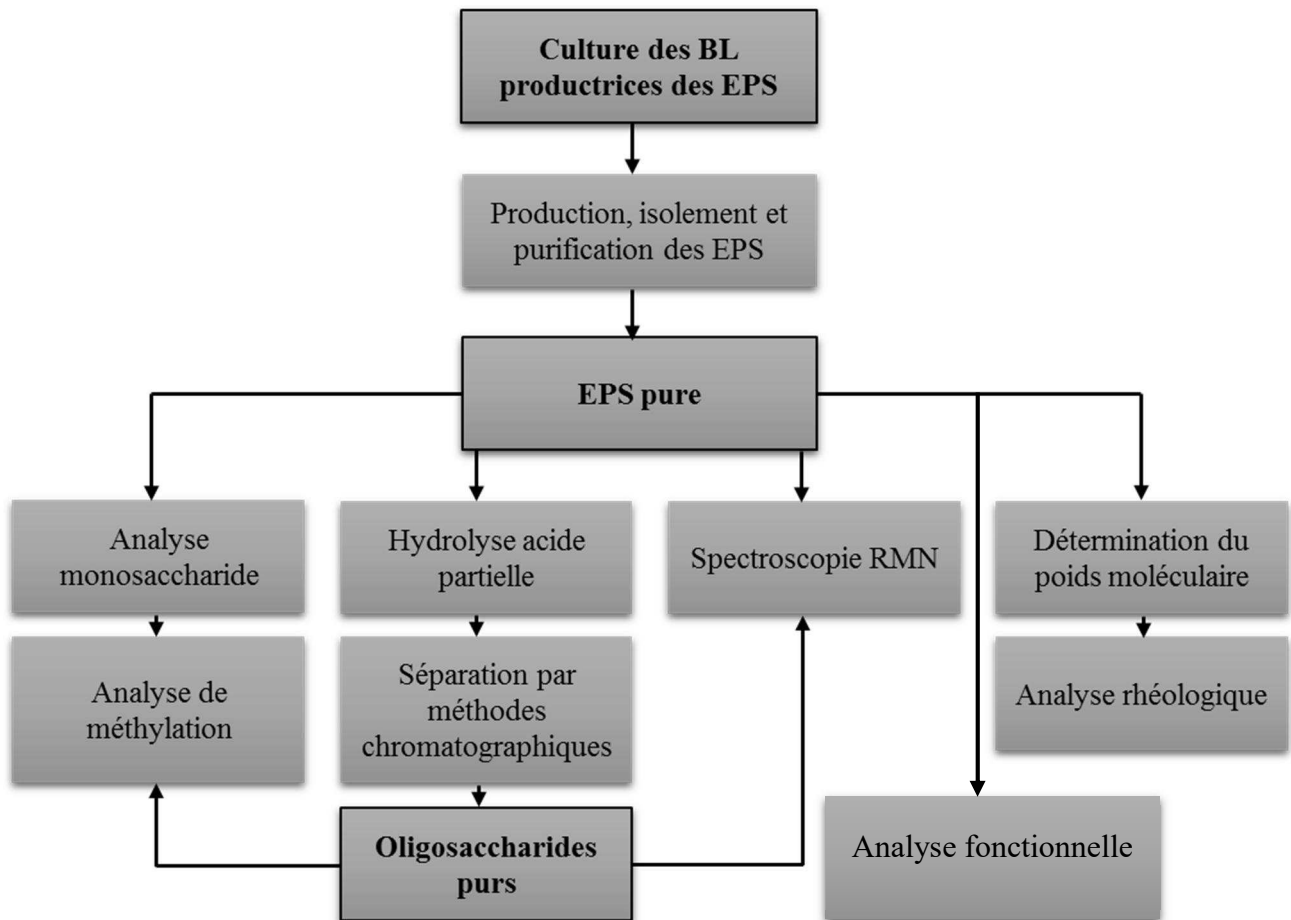 Culture des BL
productrices des EPS
Production, isolement et
purification des EPS
EPS pure
Analyse
monosaccharide
Hydrolyse acide
partielle
Spectroscopie RMN
Détermination du
poids moléculaire
Analyse de
méthylation
Séparation par
méthodes
chromatographiques
Analyse rhéologique
Oligosaccharides
purs
Analyse fonctionnelle